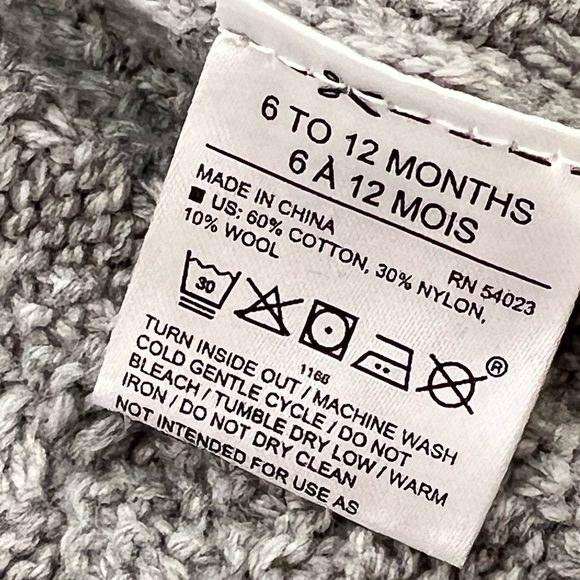 6 TO 12 MONTHS
6 À 12 MOIS
MADE IN CHINA RN 54023
■ US: 60% COTTON, 30% NYLON,
10% WOOL
30
®
1166
TURN INSIDE OUT / MACHINE WASH
COLD GENTLE CYCLE / DO NOT
BLEACH / TUMBLE DRY LOW / WARM
IRON / DO NOT DRY CLEAN
NOT INTENDED FOR USE AS